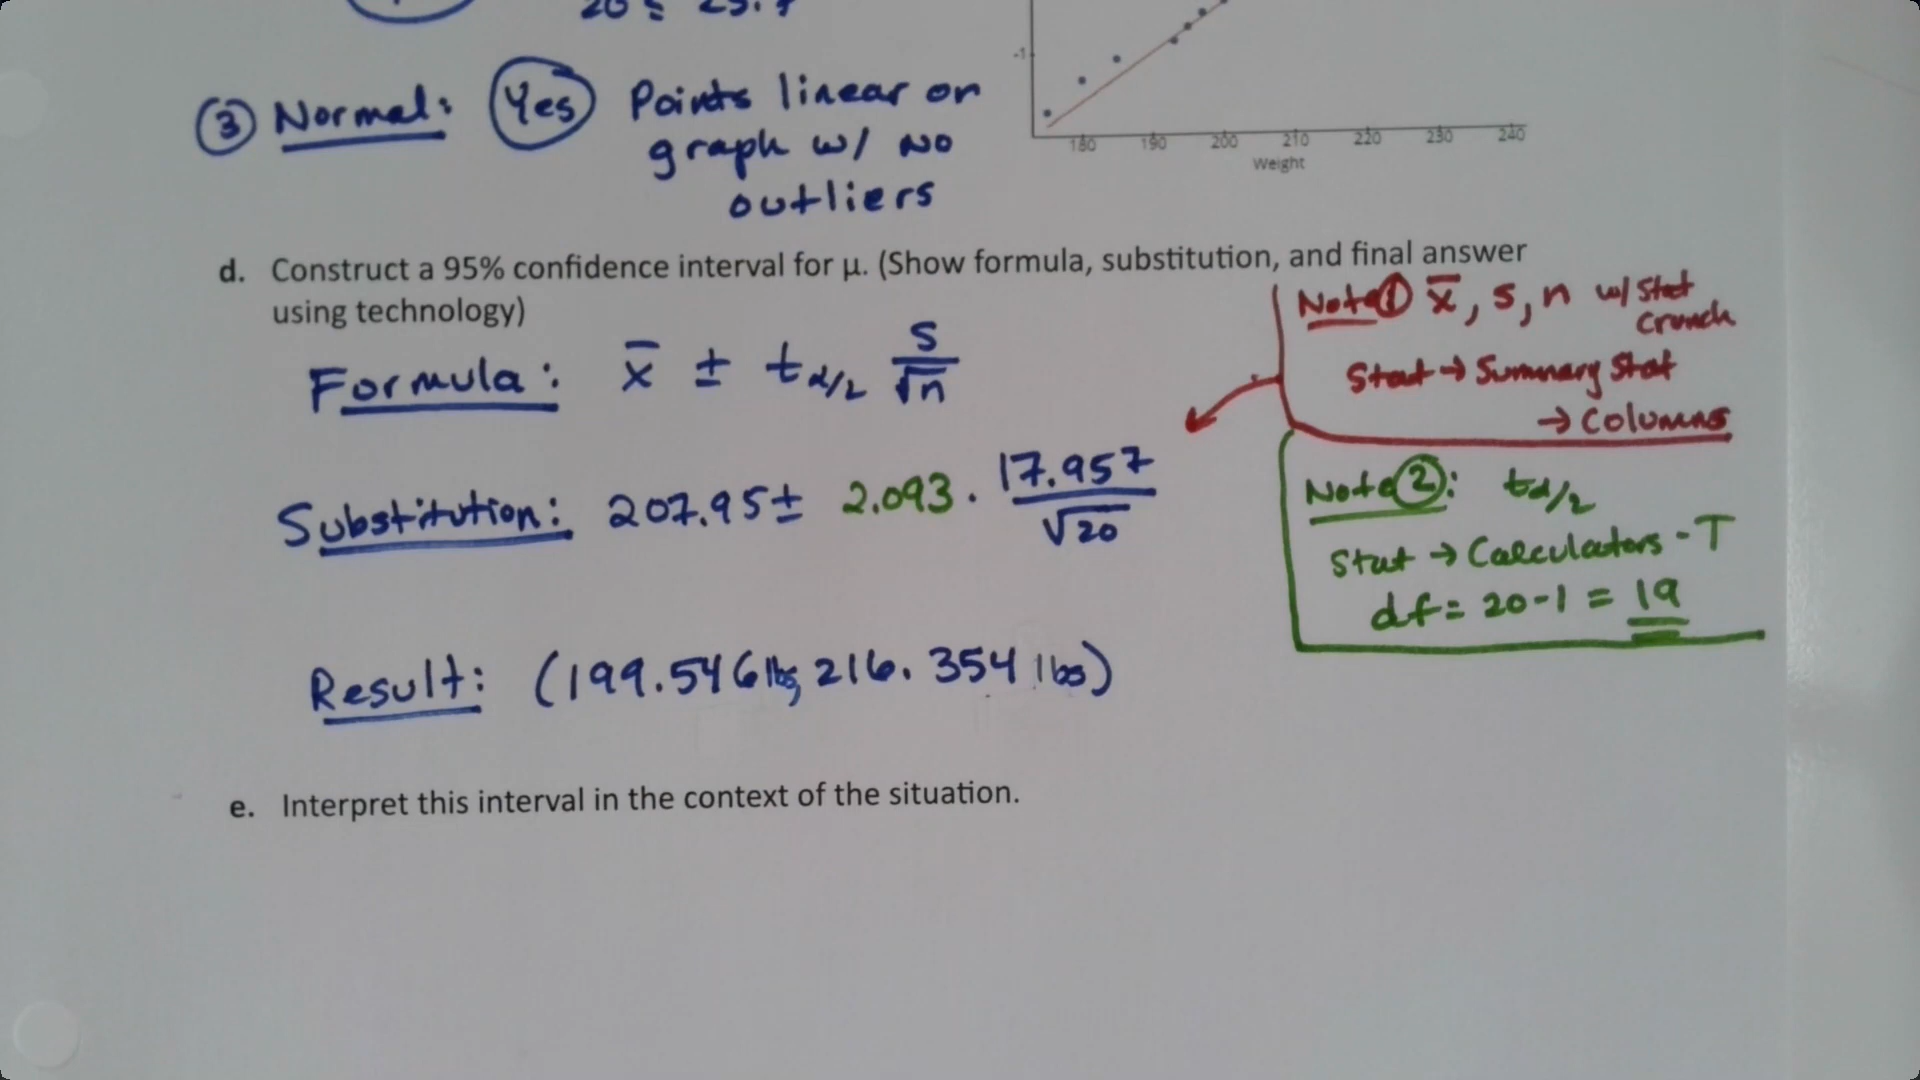 ③ Normal: Yes Points linear on
graph w/ No
outliers
-1
180 190 200 210 220 230 240
Weight
d. Construct a 95% confidence interval for μ. (Show formula, substitution, and final answer
using technology)
Note① x̄, s, n w/ Stat
Crunch
Stat → Summary Stat
→ Columns
Formula: x̄ ± tα/2 s/√n
Substitution: 207.95 ± 2.093 · 17.957/√20
Note②: tα/2
Stat → Calculators - T
df = 20-1 = 19
Result: (199.546 lbs, 216.354 lbs)
e. Interpret this interval in the context of the situation.